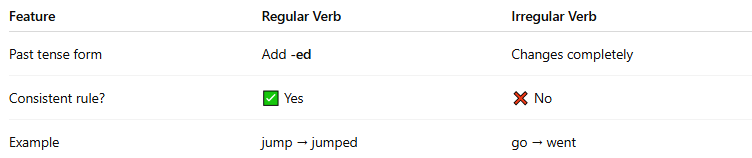 Feature Regular Verb Irregular Verb
Past tense form Add -ed Changes completely
Consistent rule? ✅ Yes ❌ No
Example jump → jumped go → went